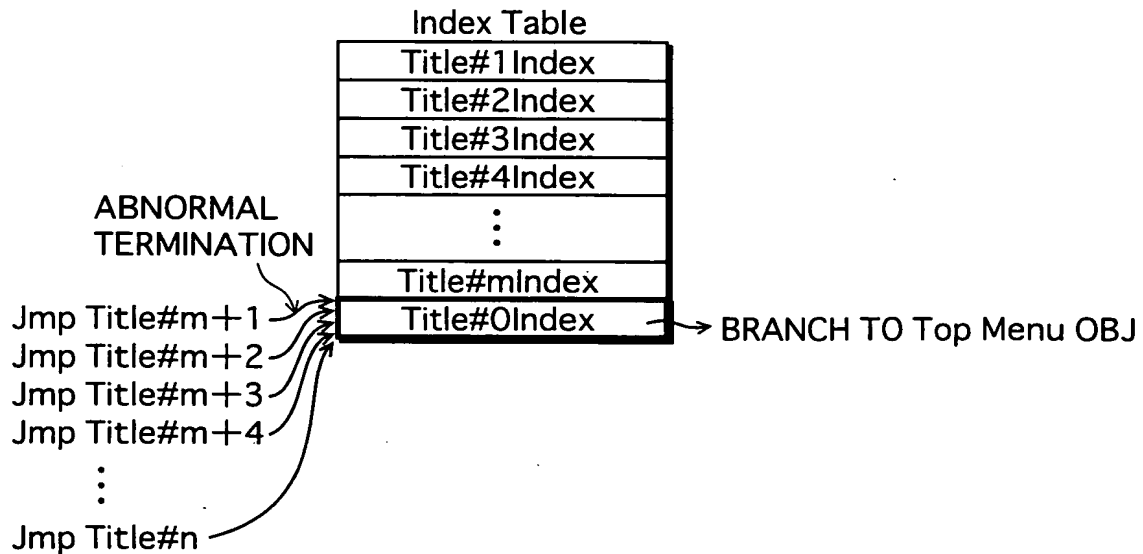 Index Table
Title#1Index
Title#2Index
Title#3Index
Title#4Index
⋮
Title#mIndex
Title#0Index
BRANCH TO Top Menu OBJ
ABNORMAL
TERMINATION
Jmp Title#m+1
Jmp Title#m+2
Jmp Title#m+3
Jmp Title#m+4
⋮
Jmp Title#n